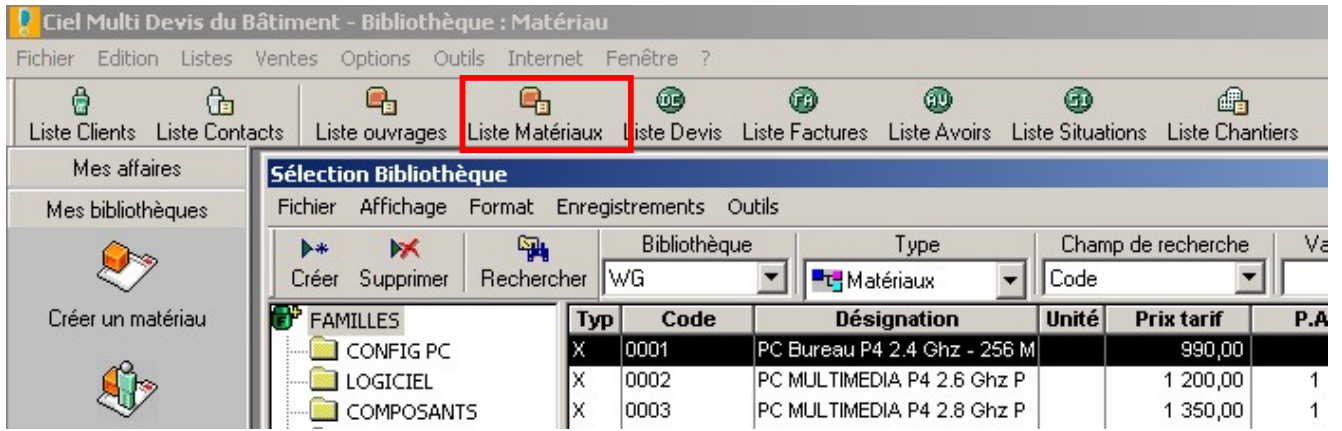 Ciel Multi Devis du Bâtiment - Bibliothèque : Matériau
Fichier Edition Listes Ventes Options Outils Internet Fenêtre ?
Liste Clients Liste Contacts Liste ouvrages Liste Matériaux Liste Devis Liste Factures Liste Avoirs Liste Situations Liste Chantiers
Mes affaires
Mes bibliothèques
Créer un matériau
Sélection Bibliothèque
Fichier Affichage Format Enregistrements Outils
Créer Supprimer Rechercher
Bibliothèque Type Champ de recherche
WG Matériaux Code
FAMILLES
CONFIG PC
LOGICIEL
COMPOSANTS
Typ Code Désignation Unité Prix tarif P.A
X 0001 PC Bureau P4 2.4 Ghz - 256 M 990,00
X 0002 PC MULTIMEDIA P4 2.6 Ghz P 1 200,00 1
X 0003 PC MULTIMEDIA P4 2.8 Ghz P 1 350,00 1